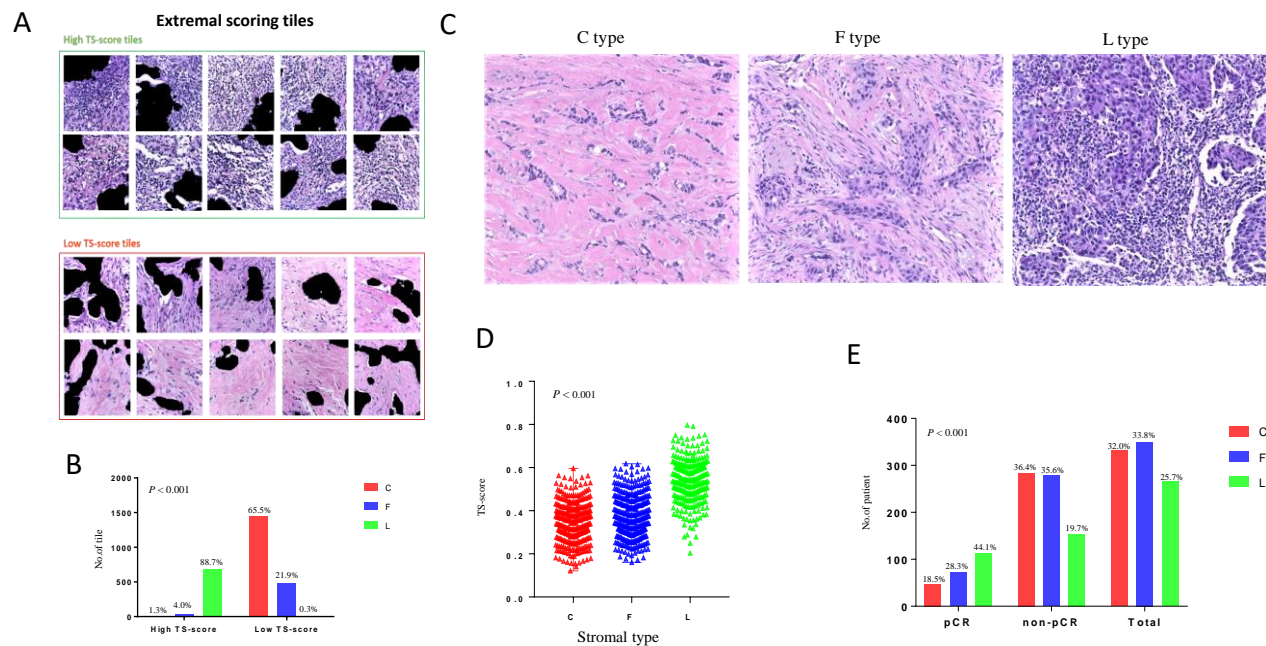 A
Extremal scoring tiles
High TS-score tiles
Low TS-score tiles
B
P < 0.001
No.of tile
2000
1500
1000
500
0
1.3%
4.0%
88.7%
65.5%
21.9%
0.3%
High TS-score
Low TS-score
C
F
L
C
C type
F type
L type
D
P < 0.001
TS-score
1.0
0.8
0.6
0.4
0.2
0.0
C
F
L
Stromal type
E
P < 0.001
No.of patient
400
300
200
100
0
18.5%
28.3%
44.1%
36.4%
35.6%
19.7%
32.0%
33.8%
25.7%
pCR
non-pCR
Total
C
F
L